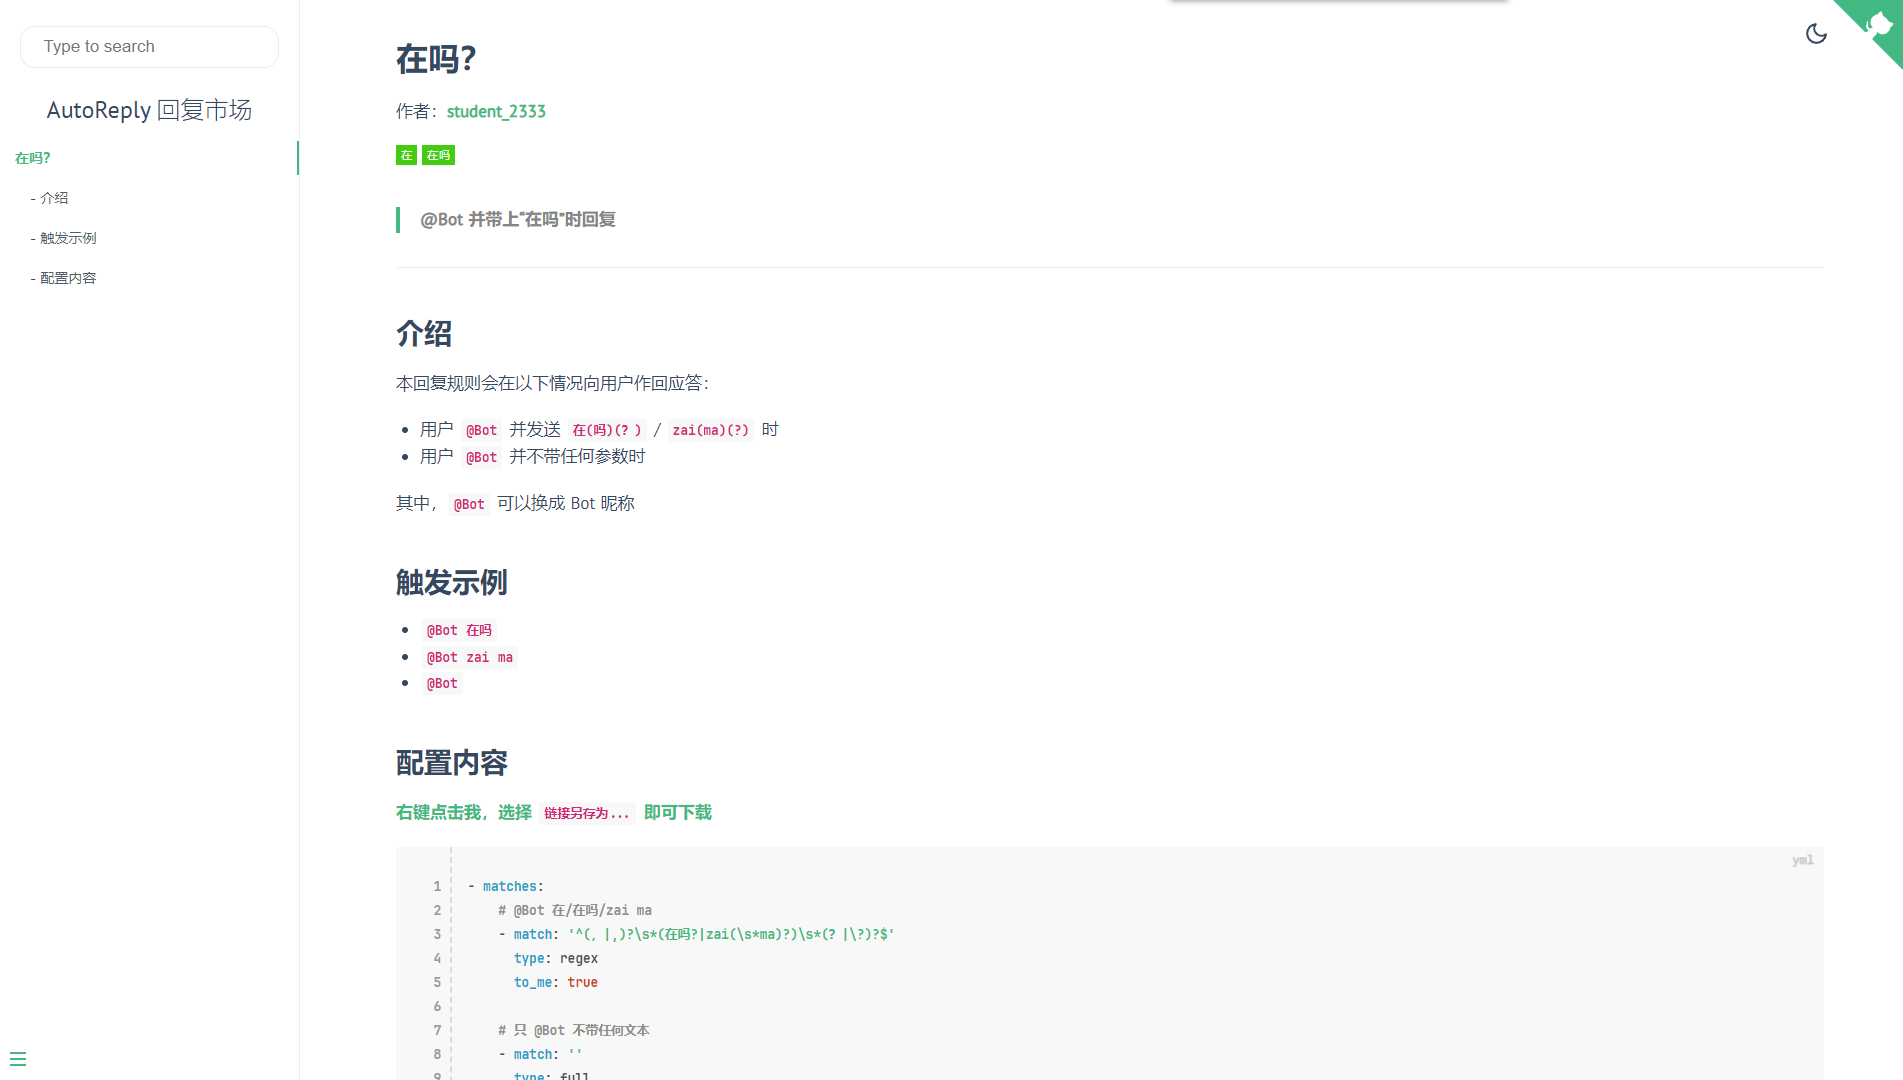 Type to search
AutoReply 回复市场
在吗？
- 介绍
- 触发示例
- 配置内容
在吗？
作者：student_2333
在 在吗
@Bot 并带上“在吗”时回复
介绍
本回复规则会在以下情况向用户作回应答：
用户 @Bot 并发送 在(吗)(？) / zai(ma)(?) 时
用户 @Bot 并不带任何参数时
其中， @Bot 可以换成 Bot 昵称
触发示例
@Bot 在吗
@Bot zai ma
@Bot
配置内容
右键点击我，选择 链接另存为... 即可下载
yml
1 - matches:
2 # @Bot 在/在吗/zai ma
3 - match: '^(，|,)?\s*(在吗?|zai(\s*ma)?)\s*(？|\?)?$'
4 type: regex
5 to_me: true
6
7 # 只 @Bot 不带任何文本
8 - match: ''
9 type: full